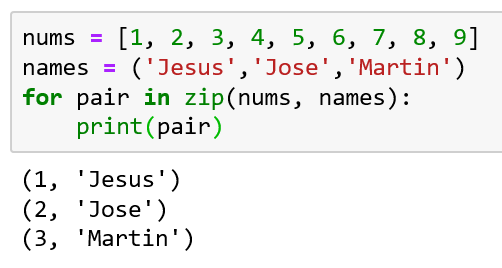 nums = [1, 2, 3, 4, 5, 6, 7, 8, 9]
names = ('Jesus','Jose','Martin')
for pair in zip(nums, names):
    print(pair)
(1, 'Jesus')
(2, 'Jose')
(3, 'Martin')